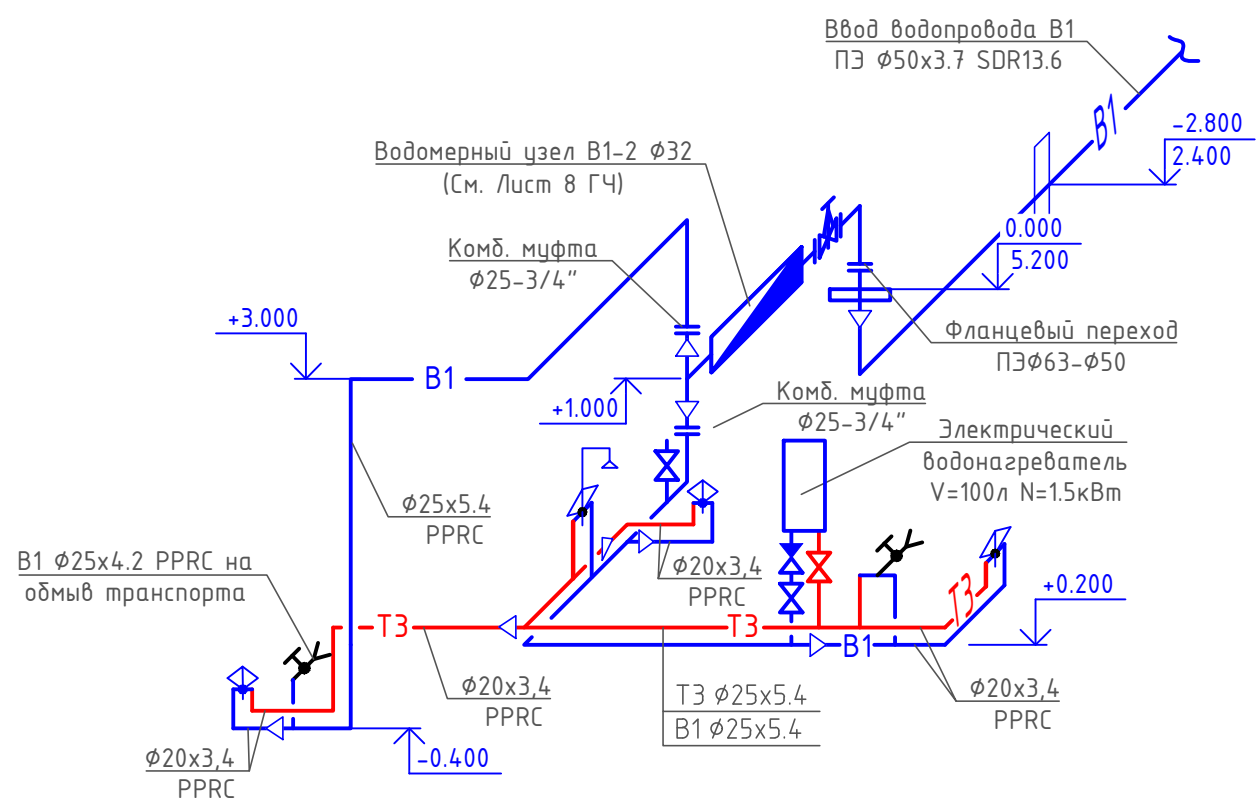 Ввод водопровода В1
ПЭ Ф50х3.7 SDR13.6
В1
-2.800
2.400
Водомерный узел В1-2 Ф32
(См. Лист 8 ГЧ)
0.000
5.200
Комб. муфта
Ф25-3/4"
+3.000
Фланцевый переход
ПЭФ63-Ф50
В1
+1.000
Комб. муфта
Ф25-3/4"
Электрический
водонагреватель
V=100л N=1.5кВт
Ф25х5.4
PPRC
В1 Ф25х4.2 PPRC на
обмыв транспорта
Ф20х3,4
PPRC
+0.200
Т3
Т3
Т3
В1
Ф20х3,4
PPRC
Т3 Ф25х5.4
В1 Ф25х5.4
Ф20х3,4
PPRC
-0.400
Ф20х3,4
PPRC